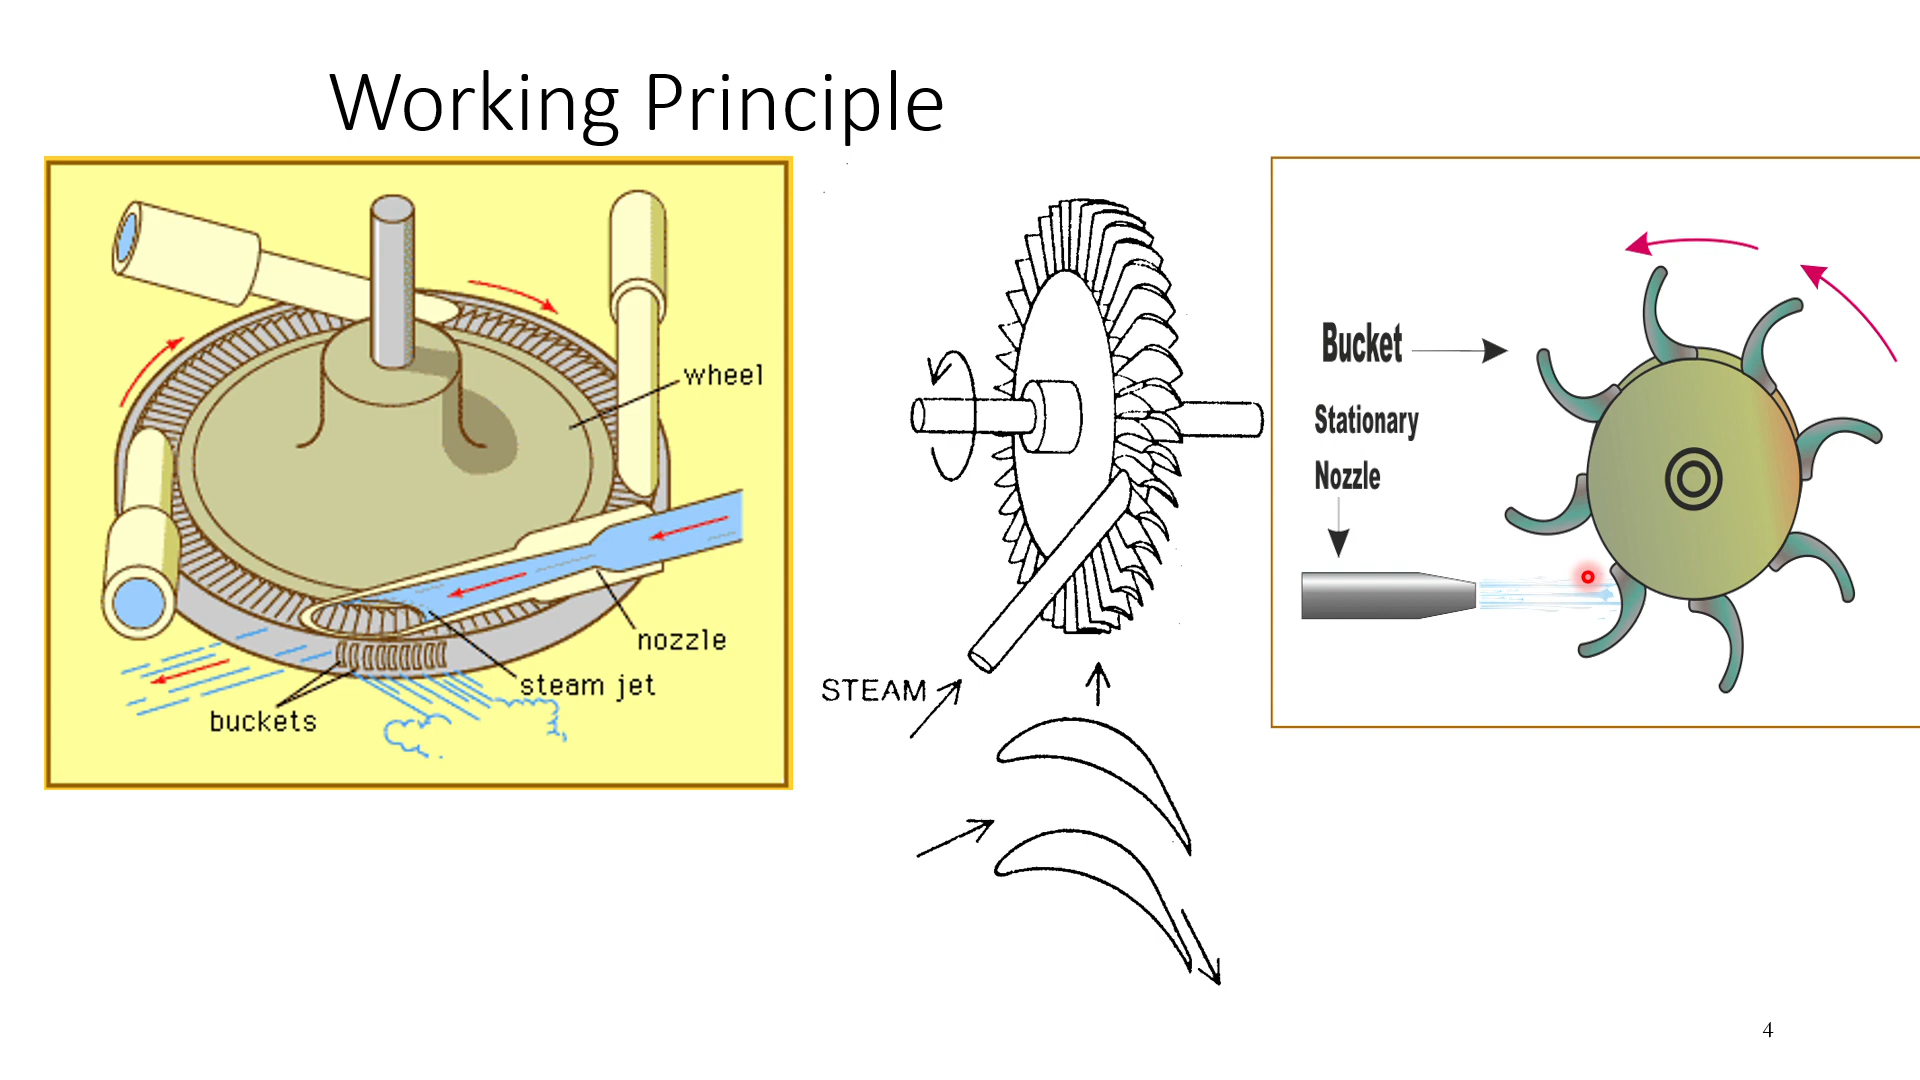 Working Principle
wheel
nozzle
steam jet
buckets
STEAM
Bucket
Stationary
Nozzle
4